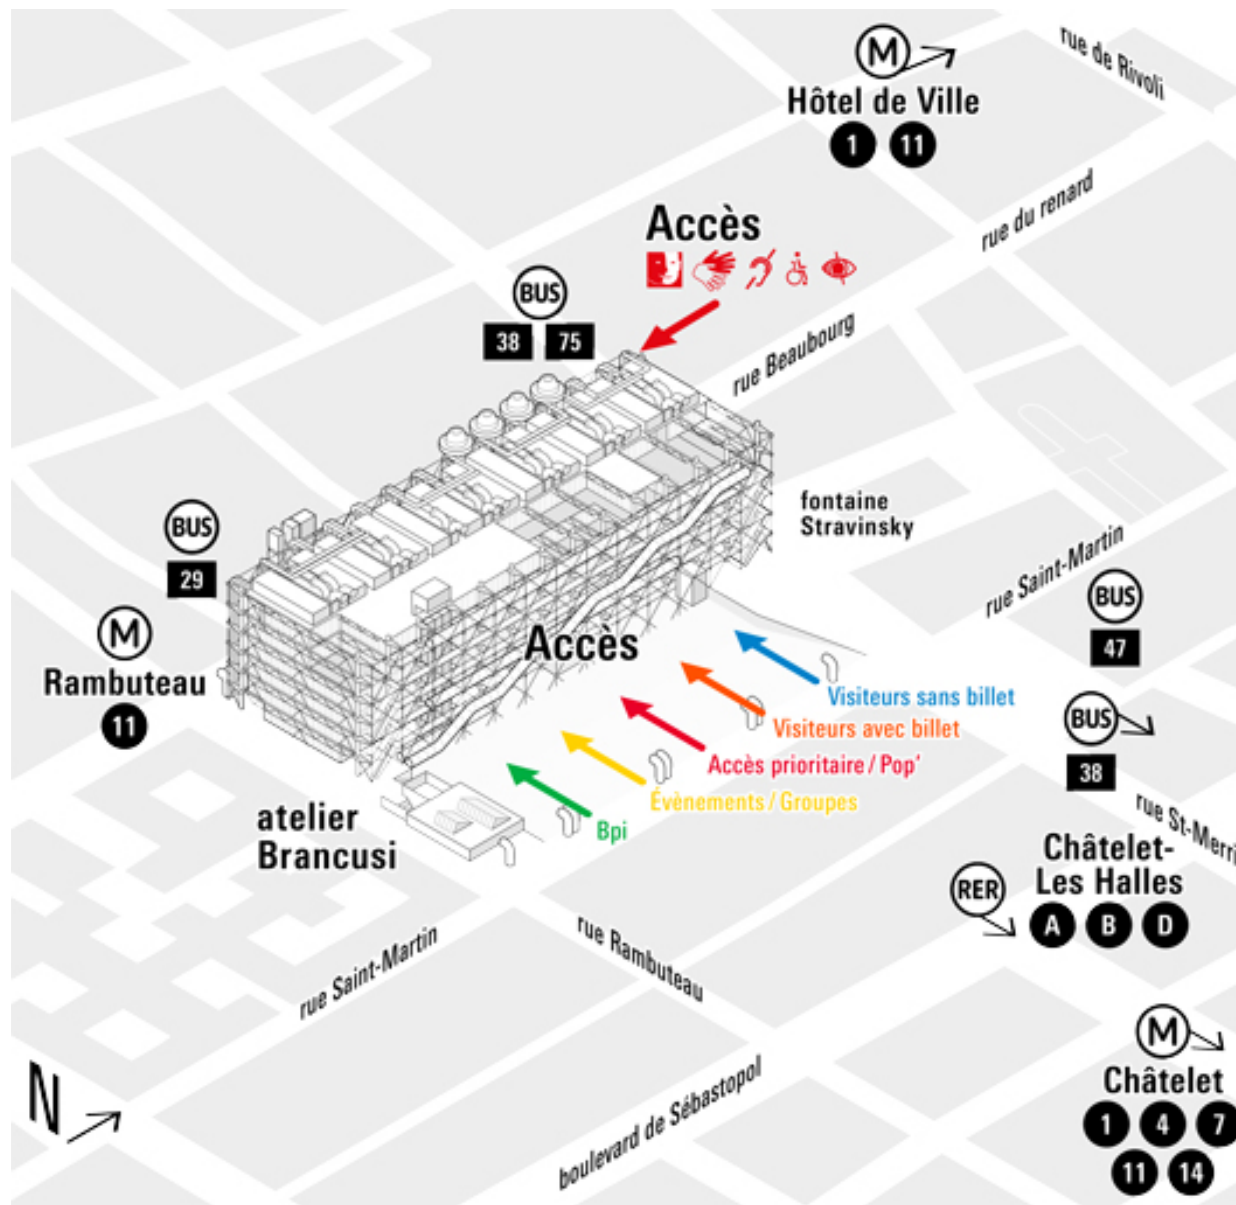 rue de Rivoli
M
Hôtel de Ville
1 11
rue du renard
Accès
BUS
38 75
rue Beaubourg
fontaine
Stravinsky
BUS
29
M
Rambuteau
11
rue Saint-Martin
BUS
47
Accès
Visiteurs sans billet
Visiteurs avec billet
Accès prioritaire / Pop'
Évènements / Groupes
Bpi
BUS
38
rue St-Merri
atelier
Brancusi
Châtelet-
Les Halles
RER
A B D
rue Saint-Martin
rue Rambuteau
M
Châtelet
1 4 7
11 14
boulevard de Sébastopol
N